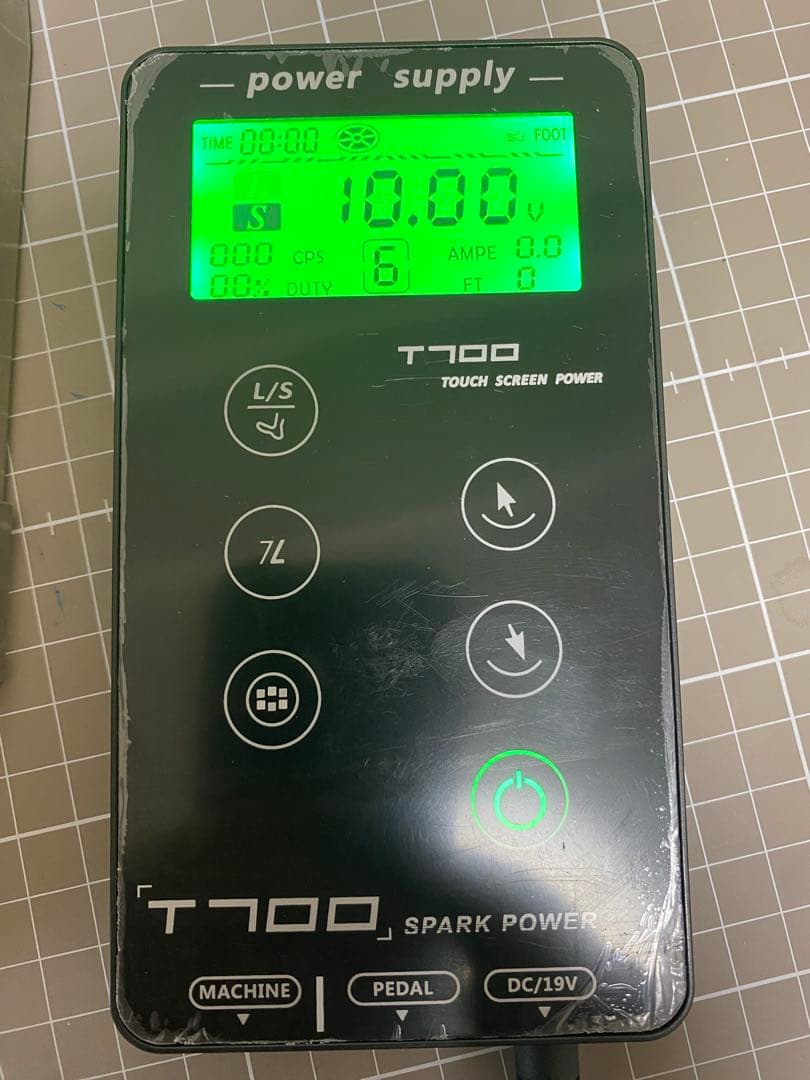 power supply
TIME 00:00 FOOT
S 10.00 V
000 CPS 6 AMPE 0.0
00% DUTY FT 0
T700
TOUCH SCREEN POWER
L/S
7L
T700 SPARK POWER
MACHINE PEDAL DC/19V